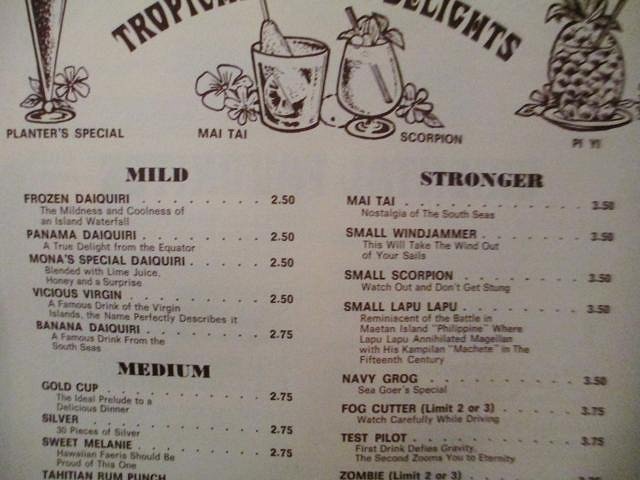 TROPICAL DELIGHTS
PLANTER'S SPECIAL
MAI TAI
SCORPION
PI YI
MILD
FROZEN DAIQUIRI . . . . . . . . 2.50
The Mildness and Coolness of
an Island Waterfall
PANAMA DAIQUIRI . . . . . . . . 2.50
A True Delight from the Equator
MONA'S SPECIAL DAIQUIRI . . . . . 2.50
Blended with Lime Juice,
Honey and a Surprise
VICIOUS VIRGIN . . . . . . . . 2.50
A Famous Drink of the Virgin
Islands, the Name Perfectly Describes it
BANANA DAIQUIRI . . . . . . . . 2.75
A Famous Drink From the
South Seas
MEDIUM
GOLD CUP . . . . . . . . . . 2.75
The Ideal Prelude to a
Delicious Dinner
SILVER . . . . . . . . . . . 2.75
30 Pieces of Silver
SWEET MELANIE . . . . . . . . 2.75
Hawaiian Faeris Should Be
Proud of This One
TAHITIAN RUM PUNCH
STRONGER
MAI TAI . . . . . . . . . . . 3.50
Nostalgia of The South Seas
SMALL WINDJAMMER . . . . . . . 3.50
This Will Take The Wind Out
of Your Sails
SMALL SCORPION . . . . . . . . 3.50
Watch Out and Don't Get Stung
SMALL LAPU LAPU . . . . . . . . 3.50
Reminiscent of the Battle in
Maetan Island "Philippine" Where
Lapu Lapu Annihilated Magellan
with His Kampilan "Machete" in The
Fifteenth Century
NAVY GROG . . . . . . . . . . 3.50
Sea Goer's Special
FOG CUTTER (Limit 2 or 3) . . . . . 3.75
Watch Carefully While Driving
TEST PILOT . . . . . . . . . . 3.75
First Drink Defies Gravity,
The Second Zooms You to Eternity
ZOMBIE (Limit 2 or 3)